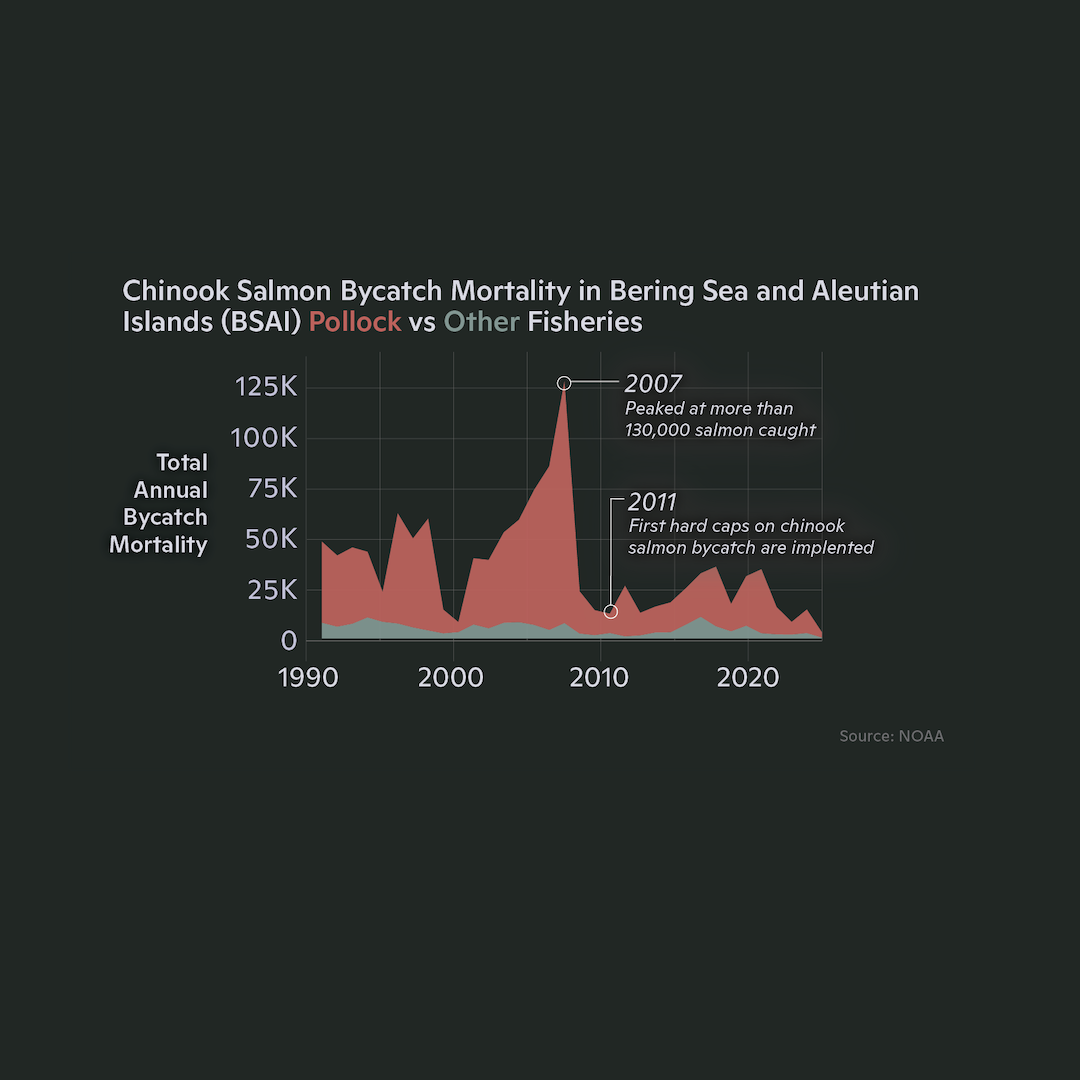 Chinook Salmon Bycatch Mortality in Bering Sea and Aleutian
Islands (BSAI) Pollock vs Other Fisheries
125K
100K
75K
50K
25K
0
Total
Annual
Bycatch
Mortality
2007
Peaked at more than
130,000 salmon caught
2011
First hard caps on chinook
salmon bycatch are implented
1990
2000
2010
2020
Source: NOAA